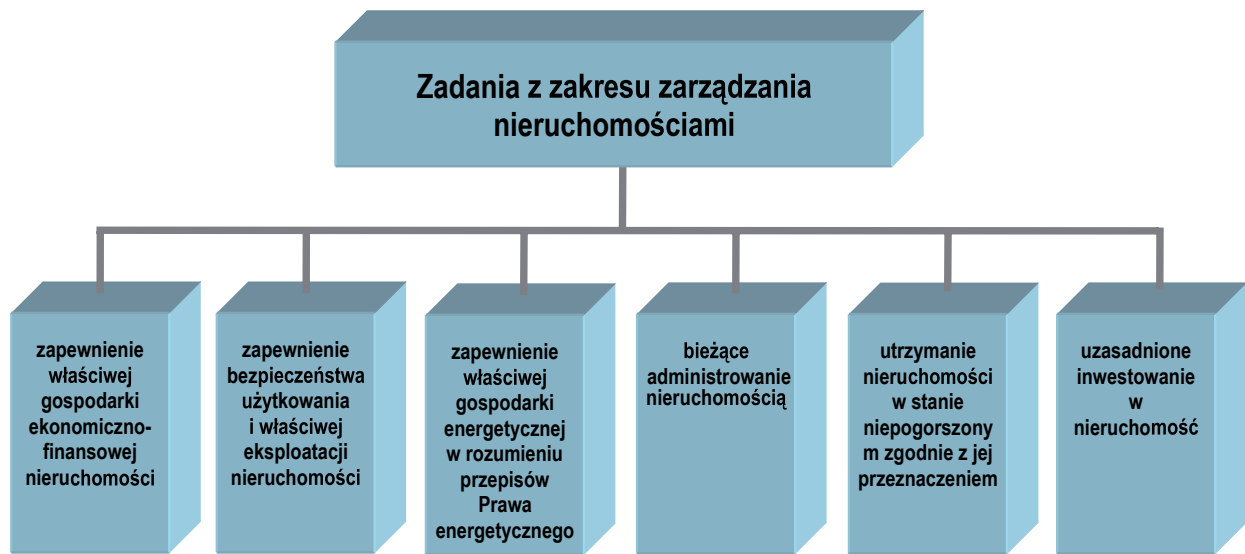 Zadania z zakresu zarządzania
nieruchomościami
zapewnienie
właściwej
gospodarki
ekonomiczno-
finansowej
nieruchomości
zapewnienie
bezpieczeństwa
użytkowania
i właściwej
eksploatacji
nieruchomości
zapewnienie
właściwej
gospodarki
energetycznej
w rozumieniu
przepisów
Prawa
energetycznego
bieżące
administrowanie
nieruchomością
utrzymanie
nieruchomości
w stanie
niepogorszony
m zgodnie z jej
przeznaczeniem
uzasadnione
inwestowanie
w
nieruchomość